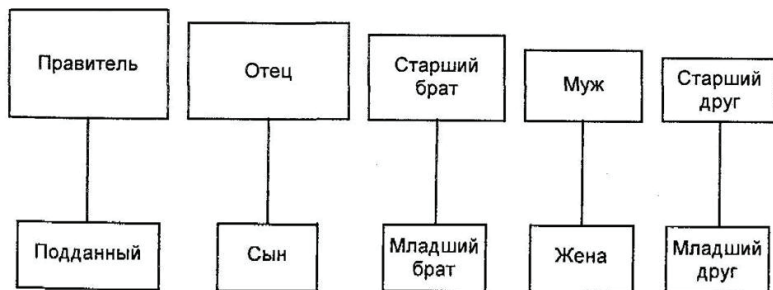 Правитель
Отец
Старший
брат
Муж
Старший
друг
Подданный
Сын
Младший
брат
Жена
Младший
друг